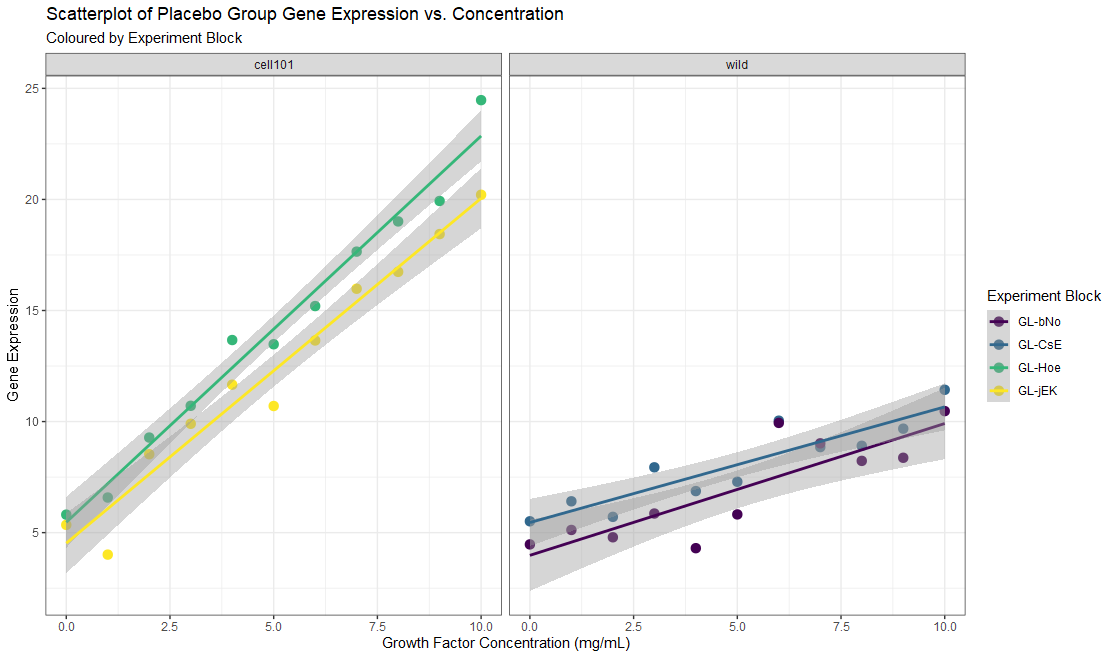 Scatterplot of Placebo Group Gene Expression vs. Concentration
Coloured by Experiment Block
cell101
wild
Gene Expression
25
20
15
10
5
0.0
2.5
5.0
7.5
10.0
0.0
2.5
5.0
7.5
10.0
Growth Factor Concentration (mg/mL)
Experiment Block
GL-bNo
GL-CsE
GL-Hoe
GL-jEK